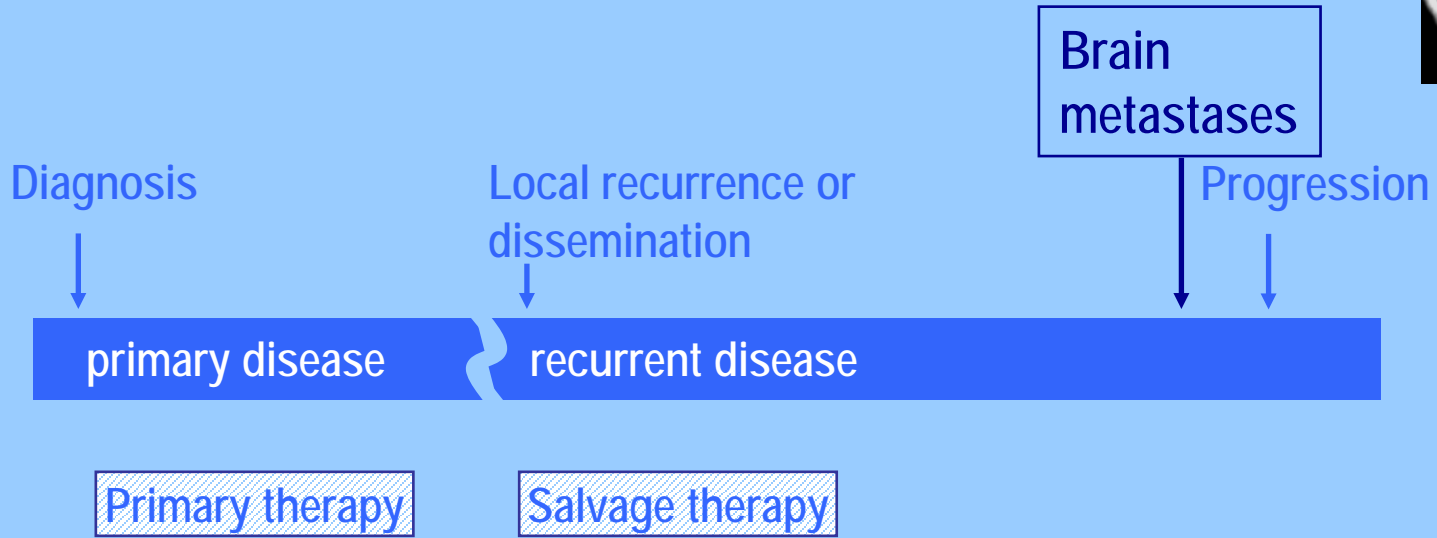 Brain
metastases
Diagnosis
Local recurrence or
dissemination
Progression
primary disease
recurrent disease
Primary therapy
Salvage therapy